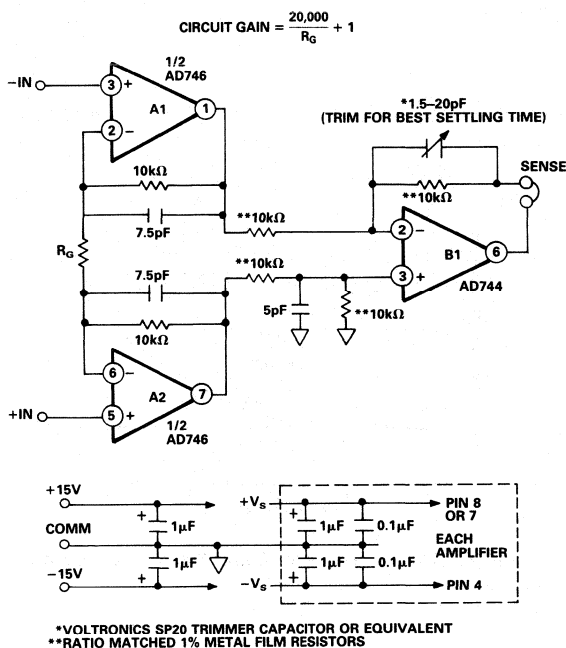 CIRCUIT GAIN = 20,000 / RG + 1
1/2
AD746
–IN
3
+
A1
1
2
–
10kΩ
7.5pF
RG
7.5pF
10kΩ
6
–
A2
7
+IN
5
+
1/2
AD746
*1.5–20pF
(TRIM FOR BEST SETTLING TIME)
SENSE
**10kΩ
**10kΩ
2
–
B1
6
**10kΩ
3
+
AD744
5pF
**10kΩ
+15V
+
1µF
COMM
1µF
–15V
+
+VS
PIN 8
OR 7
+
1µF
0.1µF
EACH
AMPLIFIER
1µF
0.1µF
–VS
+
PIN 4
*VOLTRONICS SP20 TRIMMER CAPACITOR OR EQUIVALENT
**RATIO MATCHED 1% METAL FILM RESISTORS